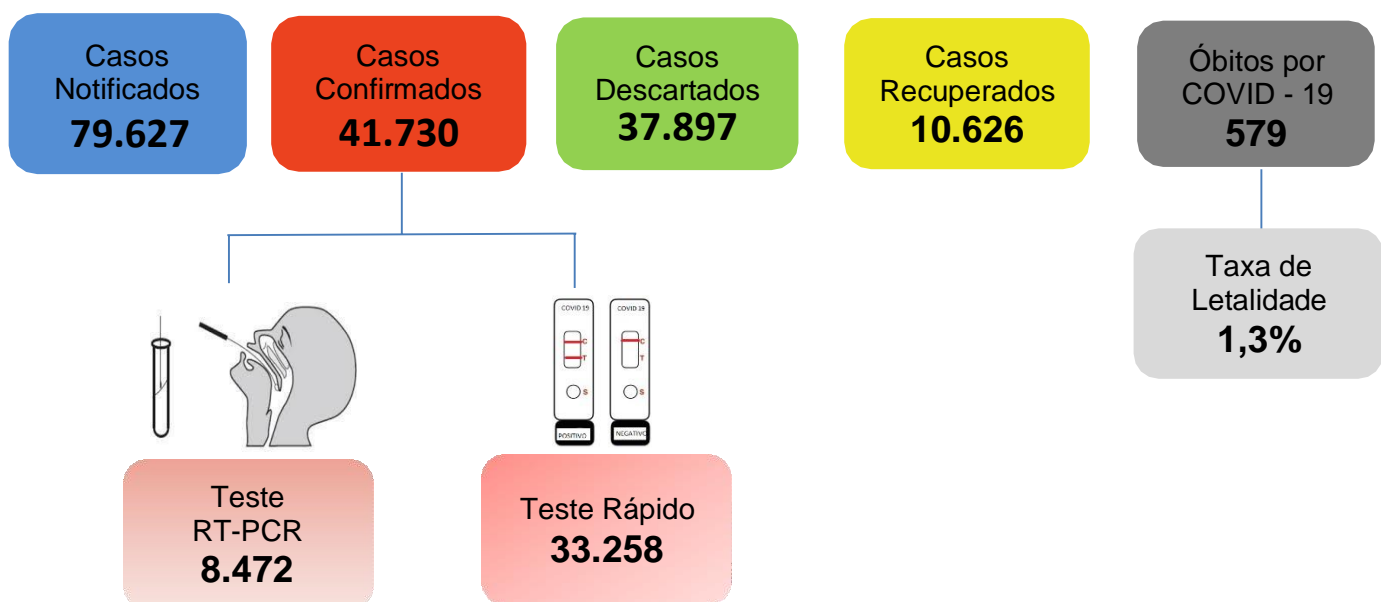 Casos
Notificados
79.627
Casos
Confirmados
41.730
Casos
Descartados
37.897
Casos
Recuperados
10.626
Óbitos por
COVID - 19
579
Taxa de
Letalidade
1,3%
COVID 19
C
T
S
POSITIVO
COVID 19
C
T
S
NEGATIVO
Teste
RT-PCR
8.472
Teste Rápido
33.258